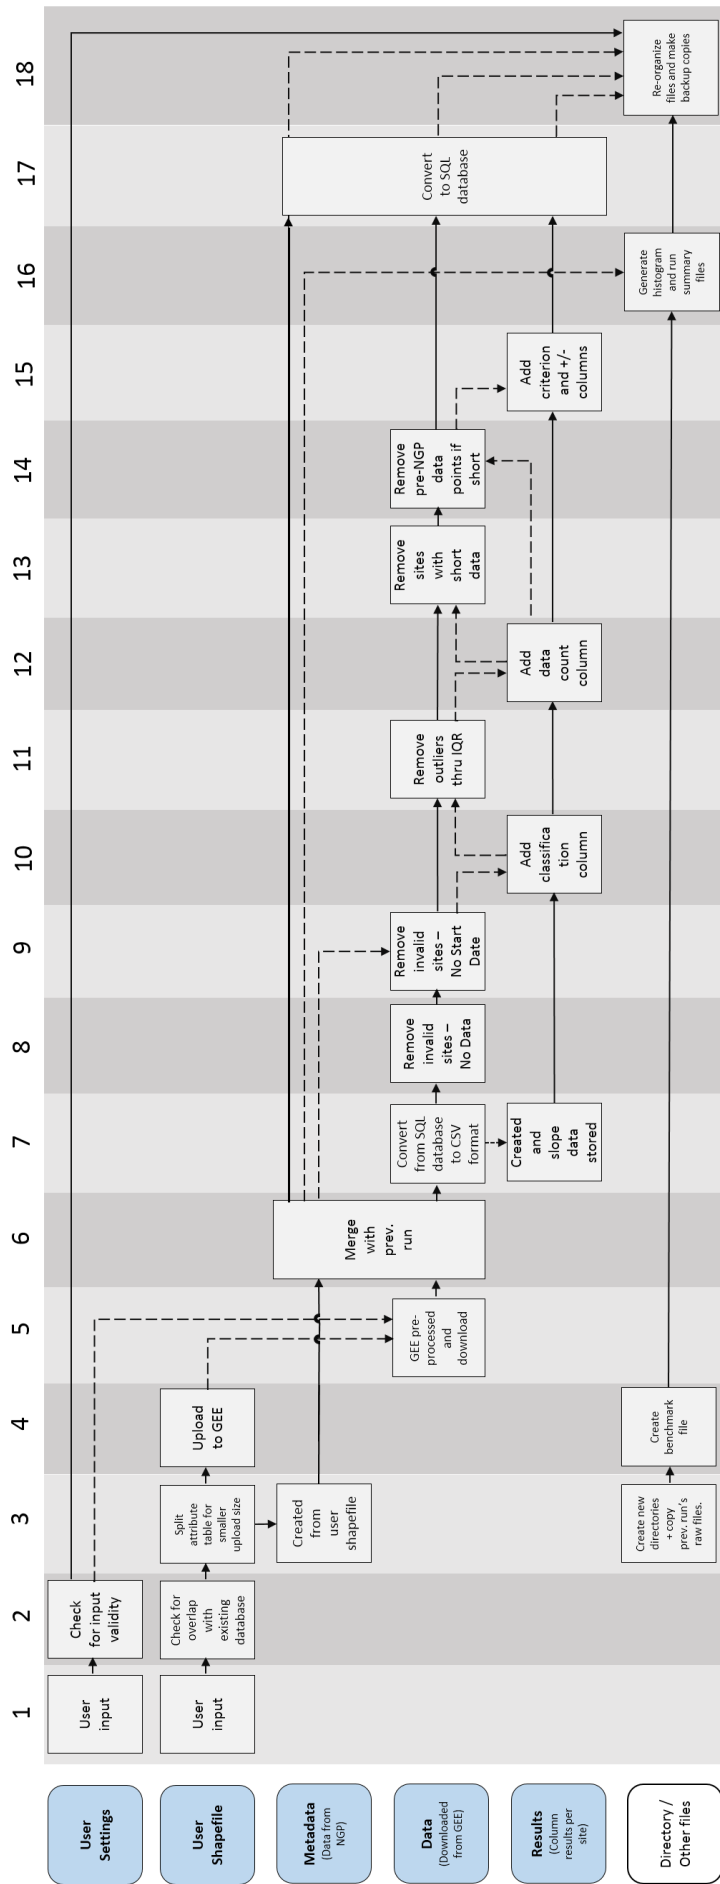 1
2
3
4
5
6
7
8
9
10
11
12
13
14
15
16
17
18
User
Settings
User
input
Check
for input
validity
User
Shapefile
User
input
Check for
overlap
with
existing
database
Split
attribute
table for
smaller
upload size
Upload
to GEE
Metadata
(Data from
NGP)
Created
from
user
shapefile
Merge
with
prev.
run
Convert
to SQL
database
Data
(Downloaded
from GEE)
GEE pre-
processed
and
download
Convert
from SQL
database
to CSV
format
Remove
invalid
sites –
No Data
Remove
invalid
sites –
No Start
Date
Remove
outliers
thru IQR
Remove
sites
with
short
data
Remove
pre-NGP
data
points if
short
Results
(Column
results per
site)
Created
and
slope
data
stored
Add
classifica
tion
column
Add
data
count
column
Add
criterion
and +/-
columns
Directory /
Other files
Create new
directories
+ copy
prev. run's
raw files.
Create
benchmark
file
Generate
histogram
and run
summary
files
Re-organize
files and make
backup copies